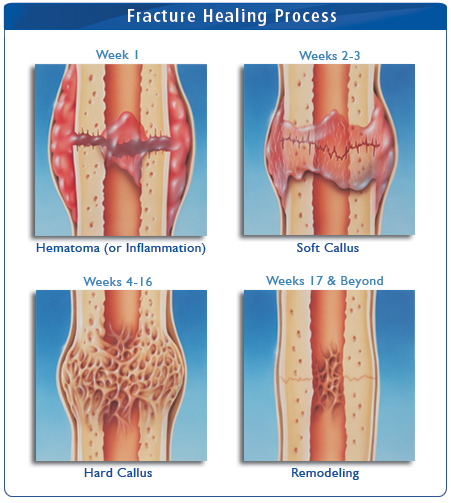 Fracture Healing Process
Week 1
Weeks 2-3
Hematoma (or Inflammation)
Soft Callus
Weeks 4-16
Weeks 17 & Beyond
Hard Callus
Remodeling